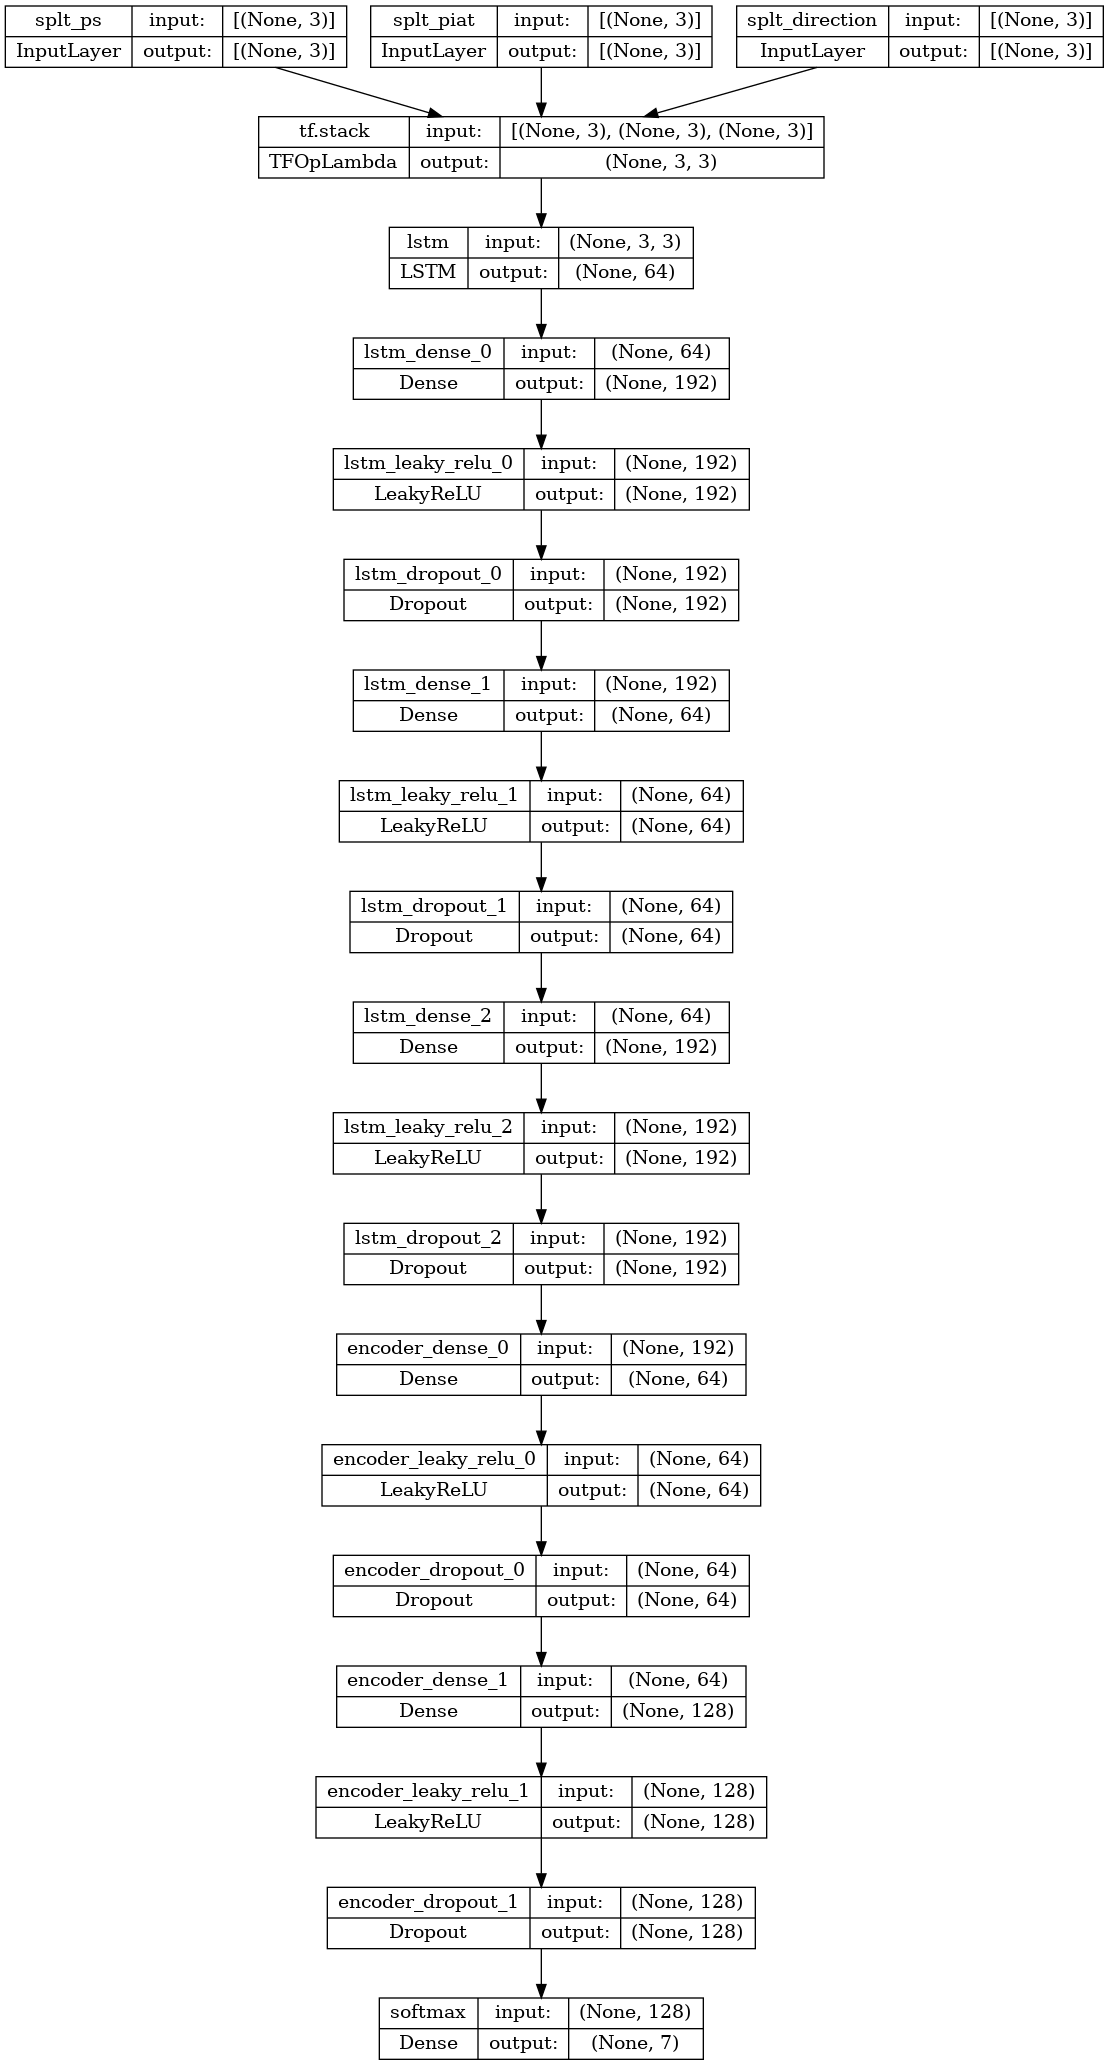 splt_ps input: [(None, 3)] splt_piat input: [(None, 3)] splt_direction input: [(None, 3)]
InputLayer output: [(None, 3)] InputLayer output: [(None, 3)] InputLayer output: [(None, 3)]
tf.stack input: [(None, 3), (None, 3), (None, 3)]
TFOpLambda output: (None, 3, 3)
lstm input: (None, 3, 3)
LSTM output: (None, 64)
lstm_dense_0 input: (None, 64)
Dense output: (None, 192)
lstm_leaky_relu_0 input: (None, 192)
LeakyReLU output: (None, 192)
lstm_dropout_0 input: (None, 192)
Dropout output: (None, 192)
lstm_dense_1 input: (None, 192)
Dense output: (None, 64)
lstm_leaky_relu_1 input: (None, 64)
LeakyReLU output: (None, 64)
lstm_dropout_1 input: (None, 64)
Dropout output: (None, 64)
lstm_dense_2 input: (None, 64)
Dense output: (None, 192)
lstm_leaky_relu_2 input: (None, 192)
LeakyReLU output: (None, 192)
lstm_dropout_2 input: (None, 192)
Dropout output: (None, 192)
encoder_dense_0 input: (None, 192)
Dense output: (None, 64)
encoder_leaky_relu_0 input: (None, 64)
LeakyReLU output: (None, 64)
encoder_dropout_0 input: (None, 64)
Dropout output: (None, 64)
encoder_dense_1 input: (None, 64)
Dense output: (None, 128)
encoder_leaky_relu_1 input: (None, 128)
LeakyReLU output: (None, 128)
encoder_dropout_1 input: (None, 128)
Dropout output: (None, 128)
softmax input: (None, 128)
Dense output: (None, 7)